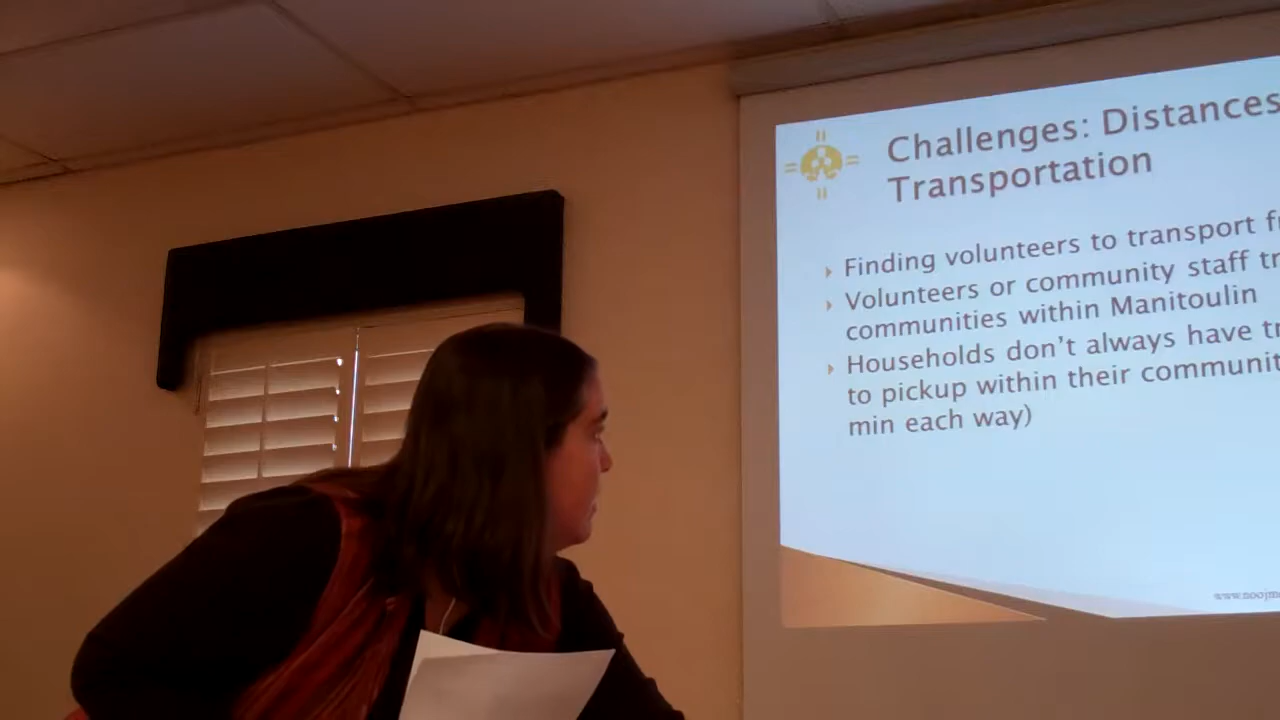 Challenges: Distances
Transportation
Finding volunteers to transport
Volunteers or community staff
communities within Manitoulin
Households don't always have
to pickup within their
min each way)